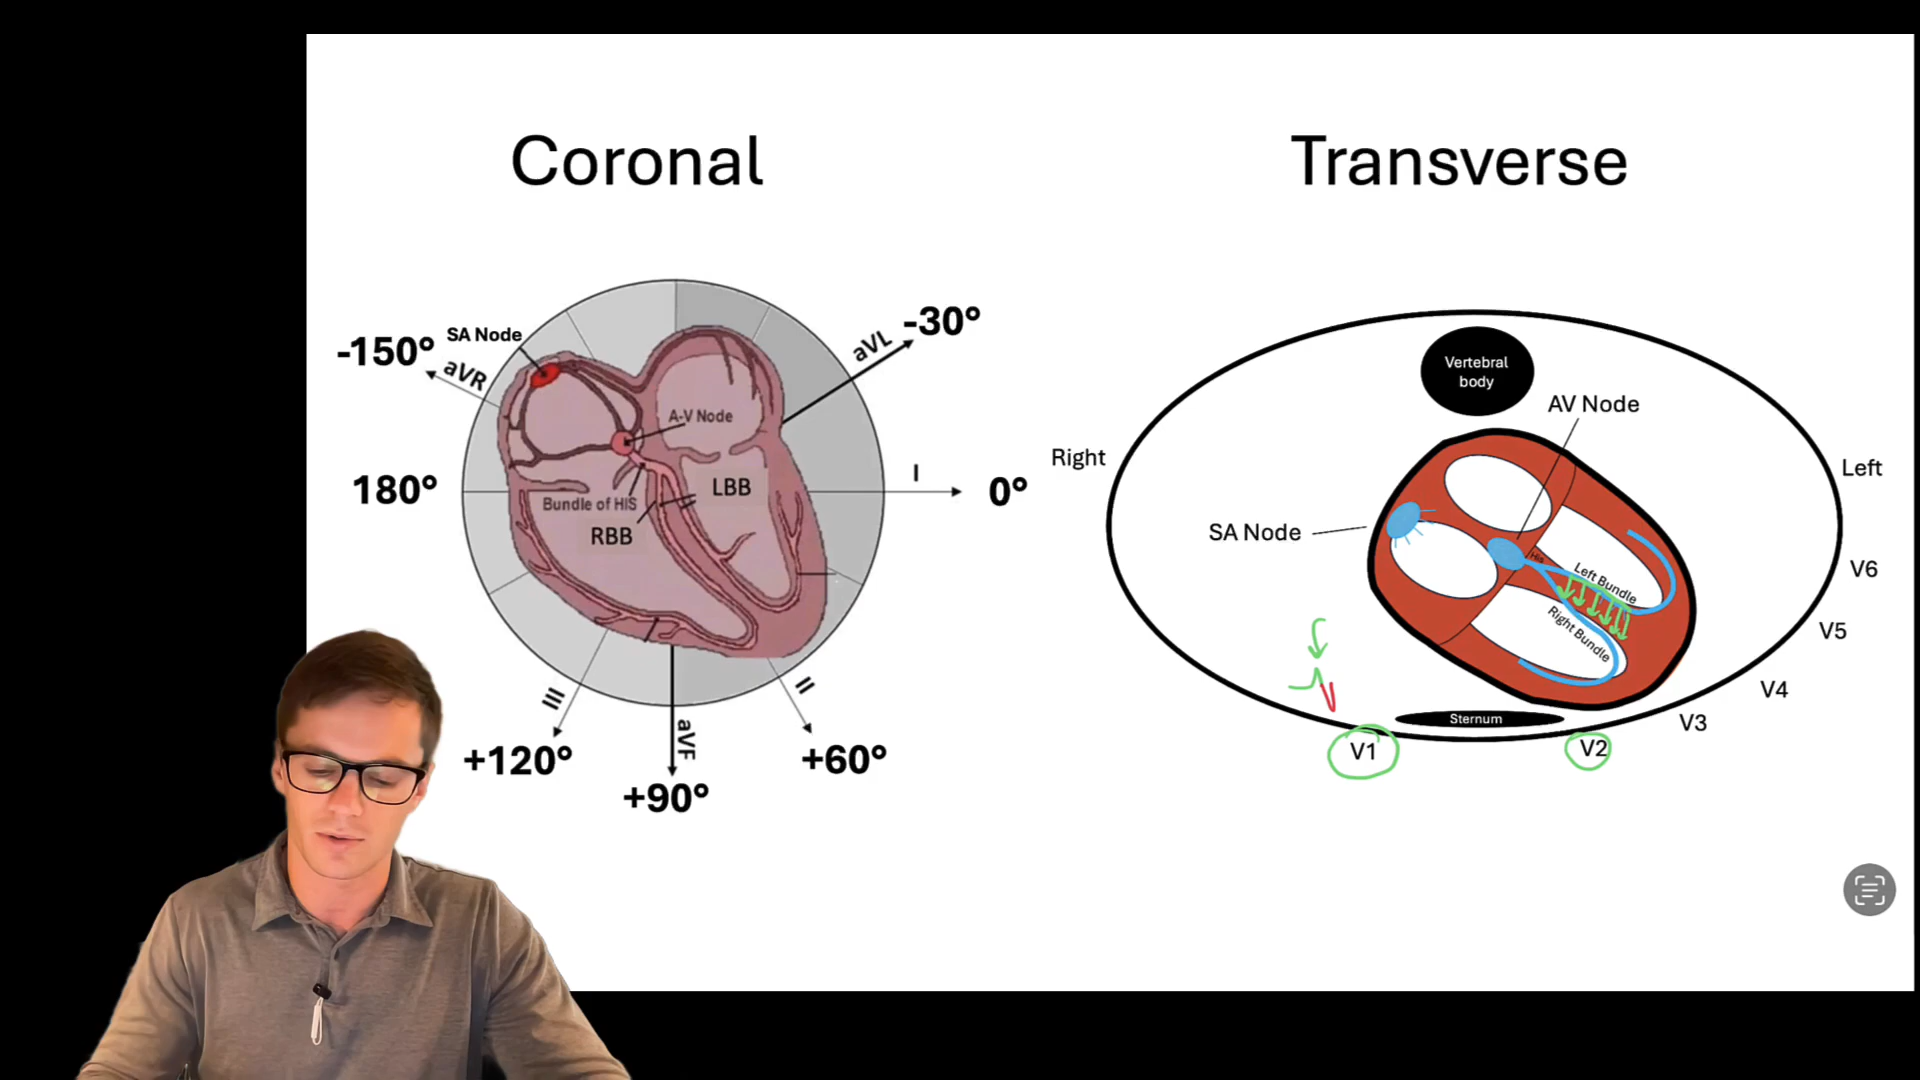 Coronal
Transverse
-150°
SA Node
aVR
aVL
-30°
A-V Node
180°
Bundle of HiS
LBB
RBB
I
0°
III
II
+120°
aVF
+60°
+90°
Vertebral
body
AV Node
Right
Left
SA Node
His
Left Bundle
Right Bundle
V6
V5
V4
V3
Sternum
V1
V2